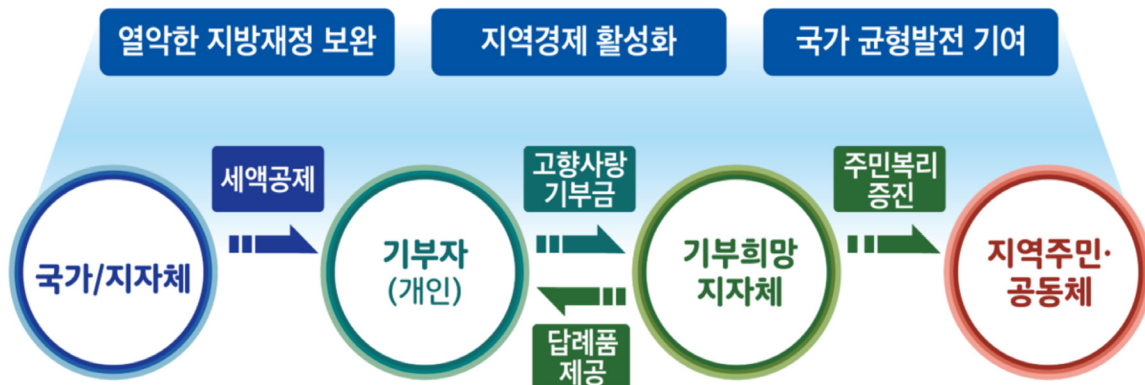 열악한 지방재정 보완
지역경제 활성화
국가 균형발전 기여
세액공제
고향사랑
기부금
주민복리
증진
국가/지자체
기부자
(개인)
기부희망
지자체
지역주민·
공동체
답례품
제공